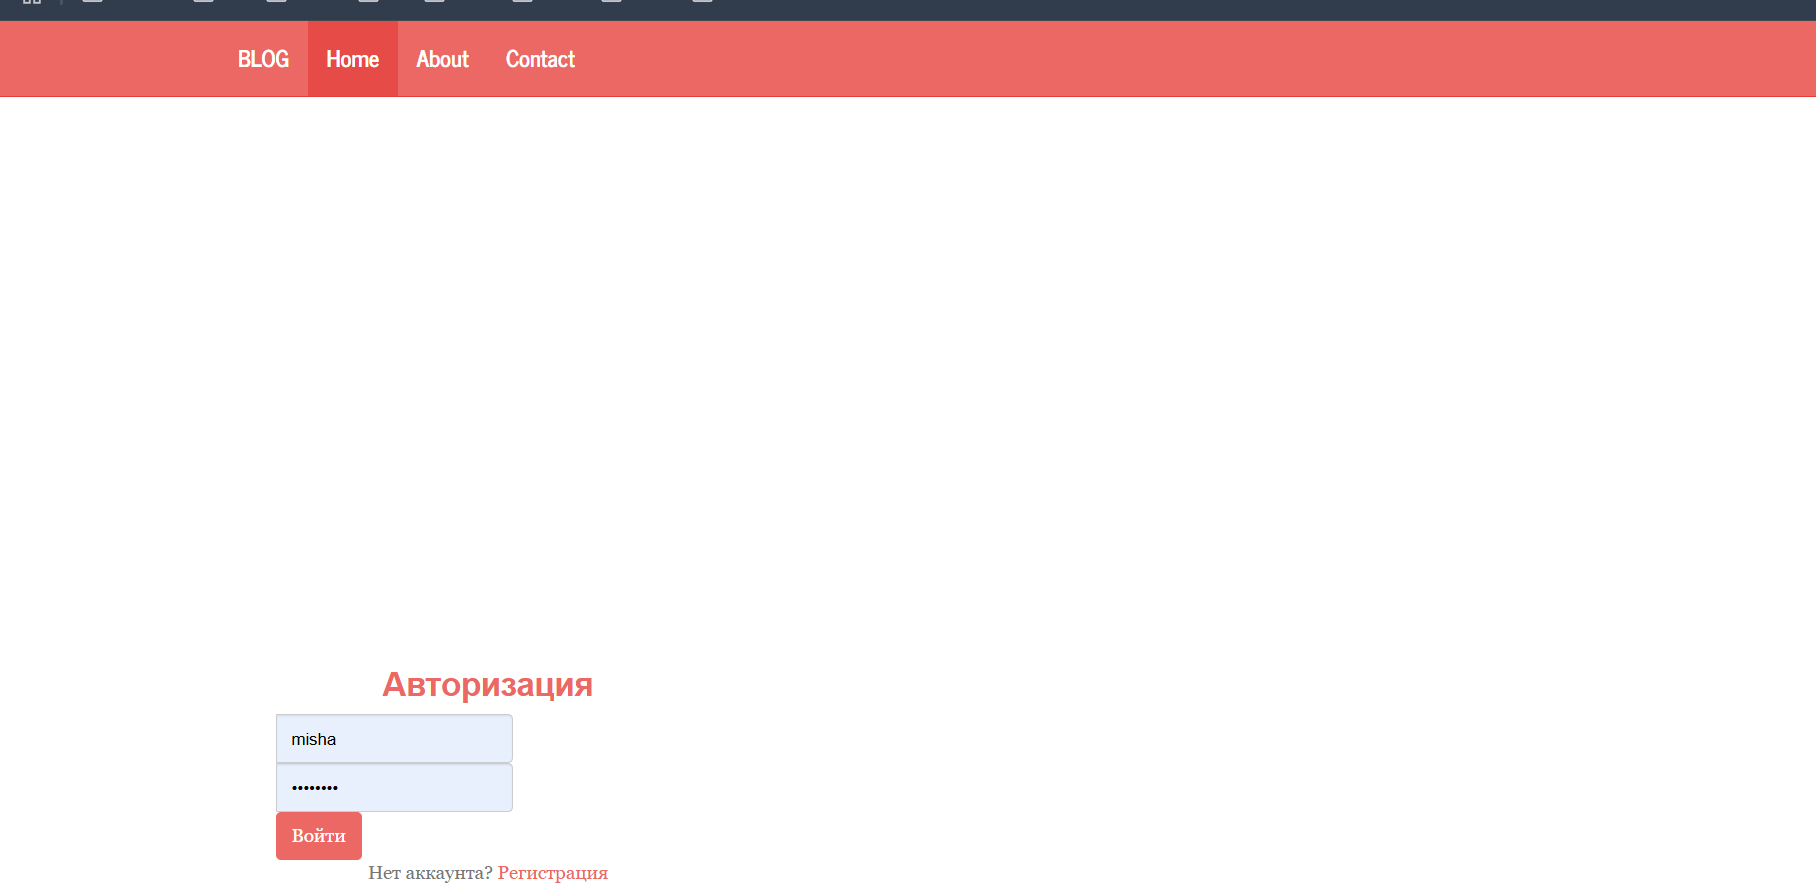 BLOG Home About Contact
Авторизация
misha
••••••••
Войти
Нет аккаунта? Регистрация